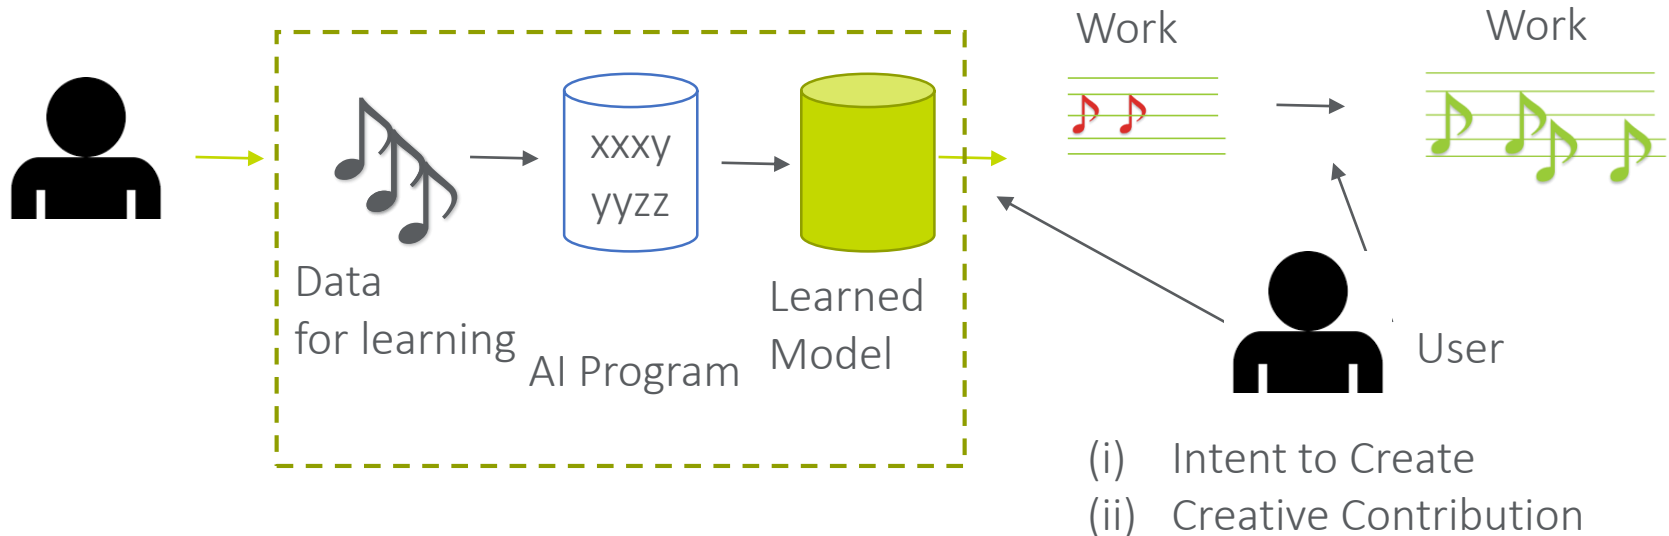 Work
Work
xxxy
yyzz
Data
for learning
AI Program
Learned
Model
User
(i) Intent to Create
(ii) Creative Contribution